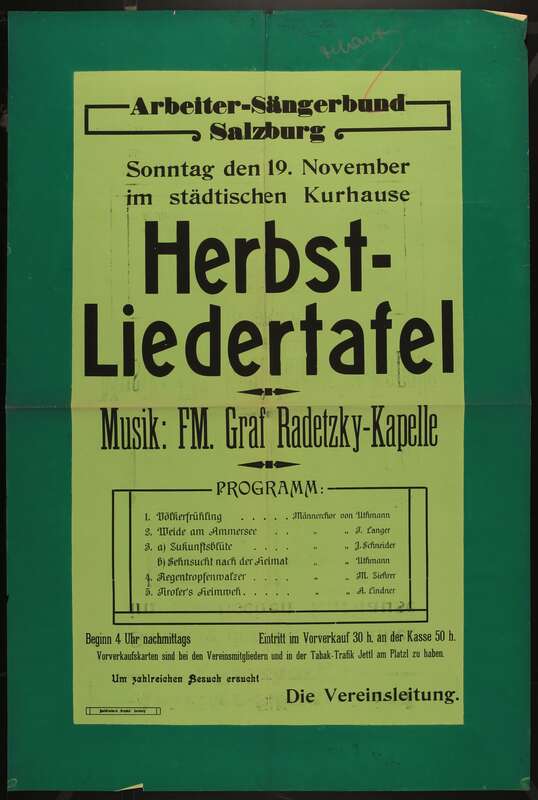 Arbeiter-Sängerbund
Salzburg
Sonntag den 19. November
im städtischen Kurhause
Herbst-
Liedertafel
Musik: FM. Graf Radetzky-Kapelle
PROGRAMM:
1. Völkerfrühling . . . . . Männerchor von Uthmann
2. Weide am Ammersee . . „ „ F. Langer
3. a) Zukunftsblüte . . . . „ „ J. Schneider
b) Sehnsucht nach der Heimat „ „ Uthmann
4. Regentropfenwalzer . . . . „ „ M. Ziehrer
5. Tiroler's Heimweh . . . . „ „ A. Lindner
Beginn 4 Uhr nachmittags Eintritt im Vorverkauf 30 h. an der Kasse 50 h.
Vorverkaufskarten sind bei den Vereinsmitgliedern und in der Tabak-Trafik Jettl am Platzl zu haben.
Um zahlreichen Besuch ersucht
Die Vereinsleitung.